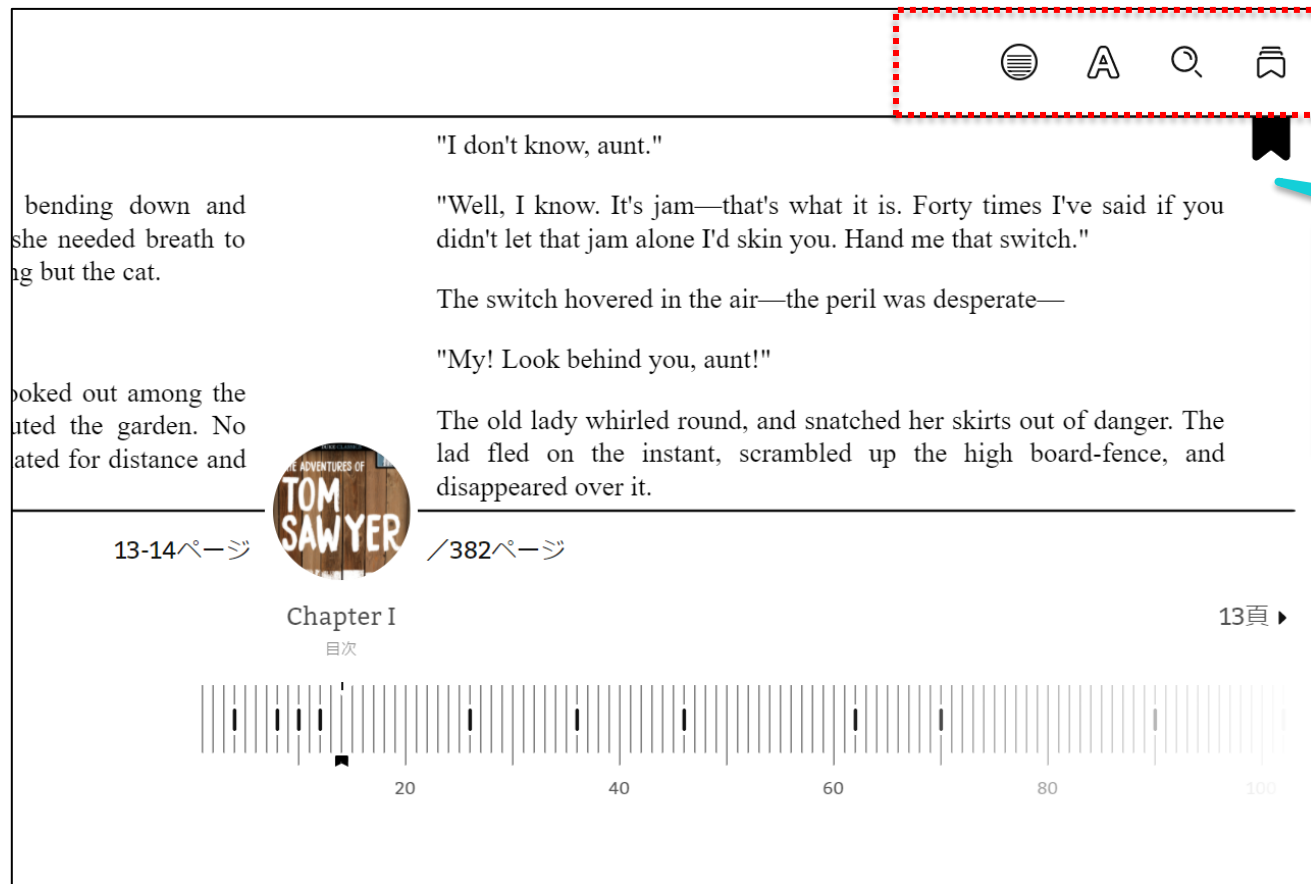 bending down and
she needed breath to
but the cat.
out among the
the garden. No
for distance and
"I don't know, aunt."
"Well, I know. It's jam—that's what it is. Forty times I've said if you
didn't let that jam alone I'd skin you. Hand me that switch."
The switch hovered in the air—the peril was desperate—
"My! Look behind you, aunt!"
The old lady whirled round, and snatched her skirts out of danger. The
lad fled on the instant, scrambled up the high board-fence, and
disappeared over it.
ADVENTURES OF
TOM
SAWYER
13-14ページ
／382ページ
Chapter I
目次
13頁
20 40 60 80 100